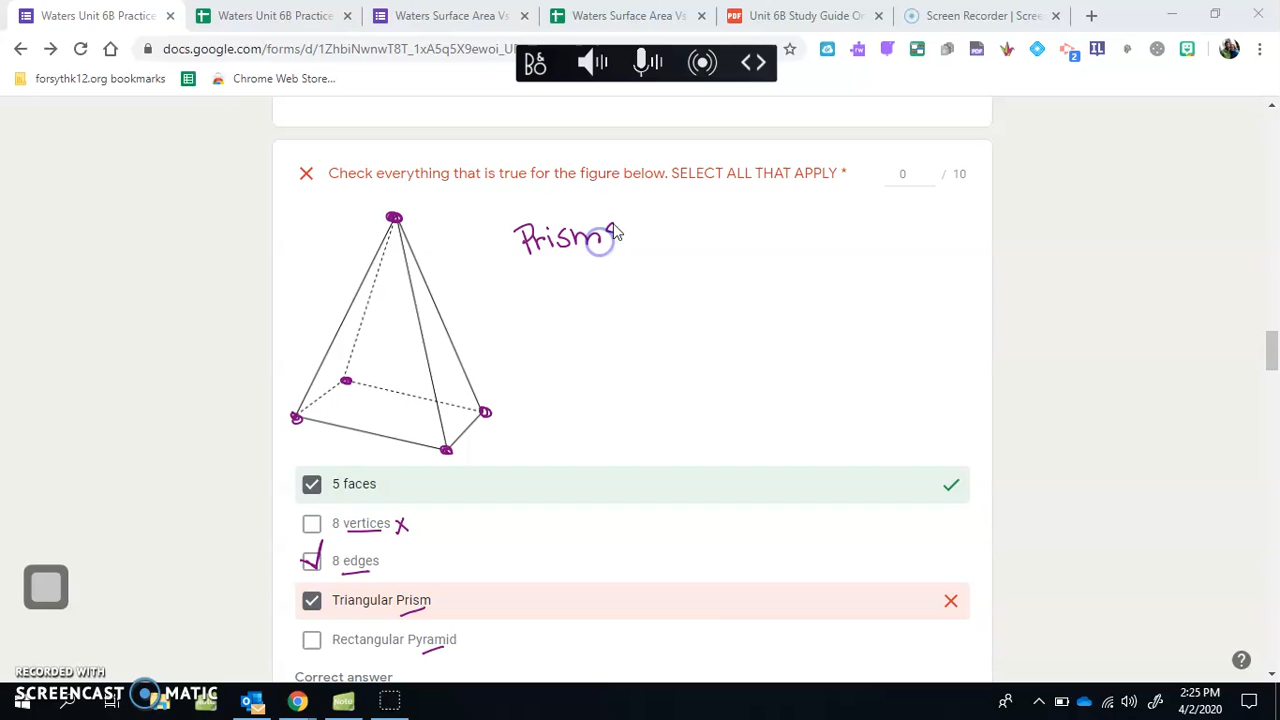 Waters Unit 6B Practice
Waters Unit 6B Practice
Waters Surface Area Vs
Waters Surface Area Vs
Unit 6B Study Guide
Screen Recorder | Scree
docs.google.com/forms/d/1ZhbiNwnwT8T_1xA5q5X9ewoi_U
forsythk12.org bookmarks
Chrome Web Store...
Check everything that is true for the figure below. SELECT ALL THAT APPLY *
0 / 10
Prism
5 faces
8 vertices x
8 edges
Triangular Prism
Rectangular Pyramid
Correct answer
RECORDED WITH
SCREENCAST MATIC
2:25 PM
4/2/2020